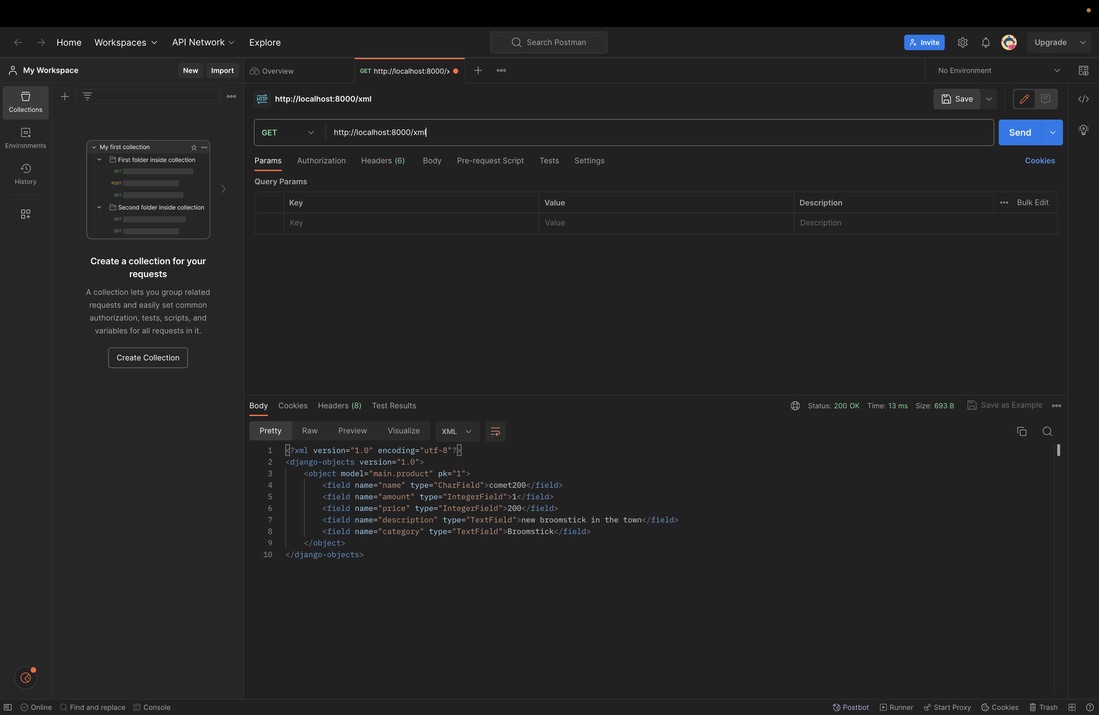 Home Workspaces API Network Explore Search Postman Invite Upgrade
My Workspace New Import Overview GET http://localhost:8000/x No Environment
Collections
Environments
History
My first collection
First folder inside collection
GET
POST
GET
Second folder inside collection
GET
GET
Create a collection for your
requests
A collection lets you group related
requests and easily set common
authorization, tests, scripts, and
variables for all requests in it.
Create Collection
http://localhost:8000/xml Save
GET http://localhost:8000/xml Send
Params Authorization Headers (6) Body Pre-request Script Tests Settings Cookies
Query Params
Key Value Description Bulk Edit
Key Value Description
Body Cookies Headers (8) Test Results Status: 200 OK Time: 13 ms Size: 693 B Save as Example
Pretty Raw Preview Visualize XML
1 <?xml version="1.0" encoding="utf-8"?>
2 <django-objects version="1.0">
3 <object model="main.product" pk="1">
4 <field name="name" type="CharField">comet200</field>
5 <field name="amount" type="IntegerField">1</field>
6 <field name="price" type="IntegerField">200</field>
7 <field name="description" type="TextField">new broomstick in the town</field>
8 <field name="category" type="TextField">Broomstick</field>
9 </object>
10 </django-objects>
Online Find and replace Console Postbot Runner Start Proxy Cookies Trash